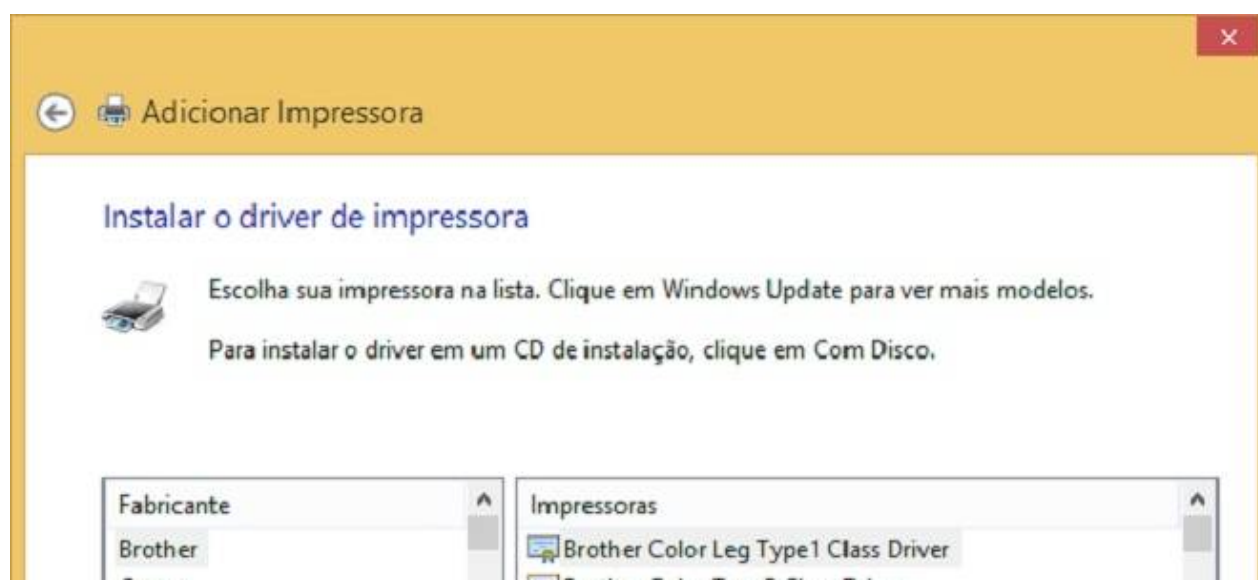 Adicionar Impressora
Instalar o driver de impressora
Escolha sua impressora na lista. Clique em Windows Update para ver mais modelos.
Para instalar o driver em um CD de instalação, clique em Com Disco.
Fabricante
Impressoras
Brother
Brother Color Leg Type1 Class Driver